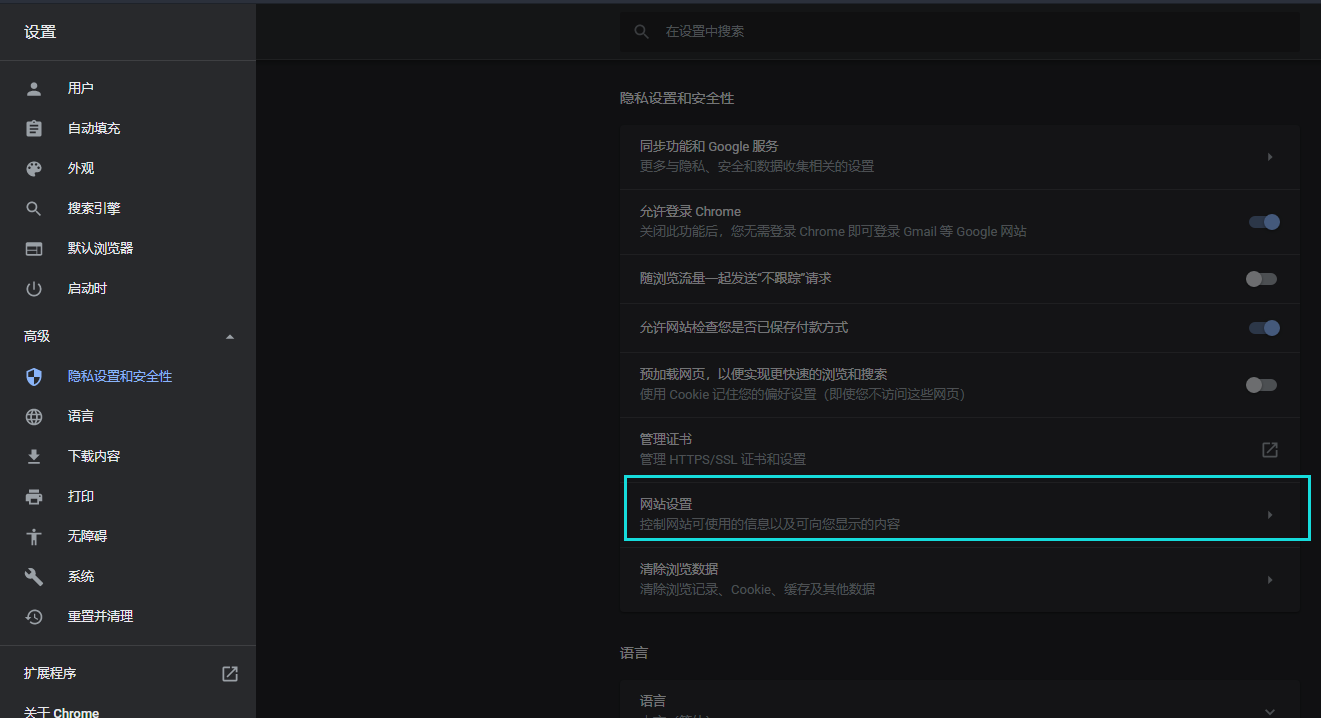 设置
用户
自动填充
外观
搜索引擎
默认浏览器
启动时
高级
隐私设置和安全性
语言
下载内容
打印
无障碍
系统
重置并清理
扩展程序
关于 Chrome
在设置中搜索
隐私设置和安全性
同步功能和 Google 服务
更多与隐私、安全和数据收集相关的设置
允许登录 Chrome
关闭此功能后，您无需登录 Chrome 即可登录 Gmail 等 Google 网站
随浏览流量一起发送“不跟踪”请求
允许网站检查您是否已保存付款方式
预加载网页，以便实现更快速的浏览和搜索
使用 Cookie 记住您的偏好设置（即使您不访问这些网页）
管理证书
管理 HTTPS/SSL 证书和设置
网站设置
控制网站可使用的信息以及可向您显示的内容
清除浏览数据
清除浏览记录、Cookie、缓存及其他数据
语言
语言